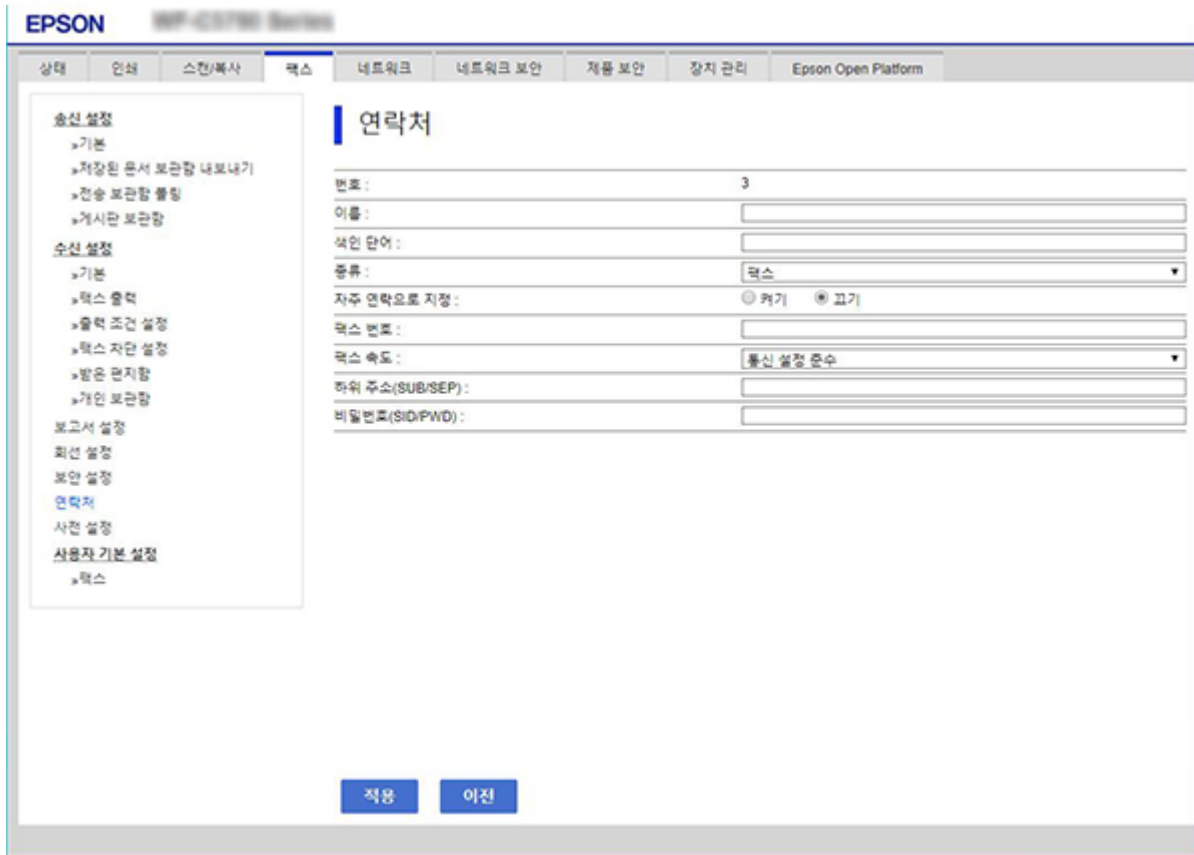 EPSON
상태 인쇄 스캔/복사 팩스 네트워크 네트워크 보안 제품 보안 장치 관리 Epson Open Platform
송신 설정
»기본
»저장된 문서 보관함 내보내기
»전송 보관함 폴링
»게시판 보관함
수신 설정
»기본
»팩스 출력
»출력 조건 설정
»팩스 차단 설정
»받은 편지함
»개인 보관함
보고서 설정
회선 설정
보안 설정
연락처
사전 설정
사용자 기본 설정
»팩스
연락처
번호 : 3
이름 :
색인 단어 :
종류 : 팩스
자주 연락으로 지정 : 켜기 끄기
팩스 번호 :
팩스 속도 : 통신 설정 준수
하위 주소(SUB/SEP) :
비밀번호(SID/PWD) :
적용 이전